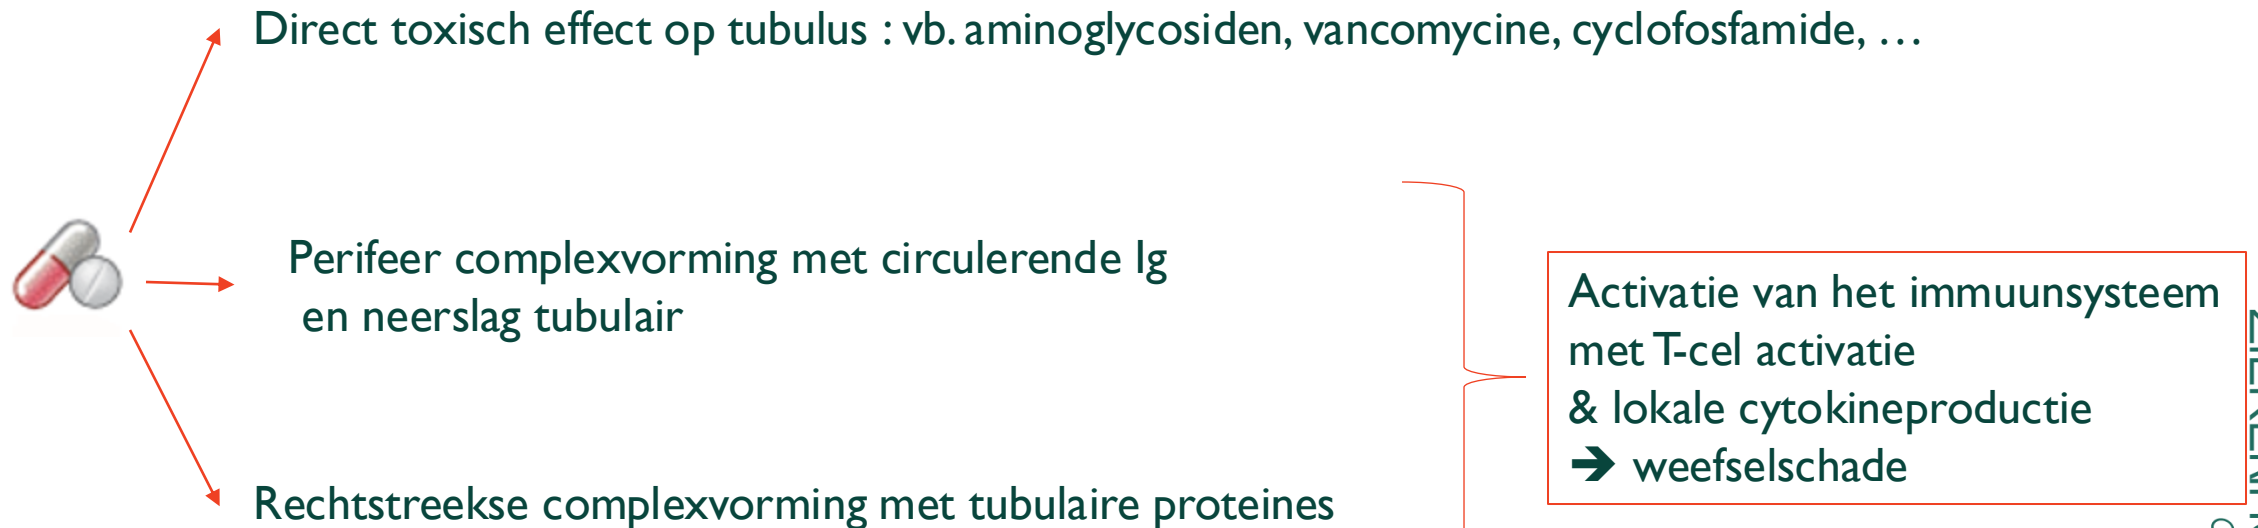 Direct toxisch effect op tubulus : vb. aminoglycosiden, vancomycine, cyclofosfamide, …
Perifeer complexvorming met circulerende Ig
en neerslag tubulair
Rechtstreekse complexvorming met tubulaire proteines
Activatie van het immuunsysteem
met T-cel activatie
& lokale cytokineproductie
➔ weefselschade